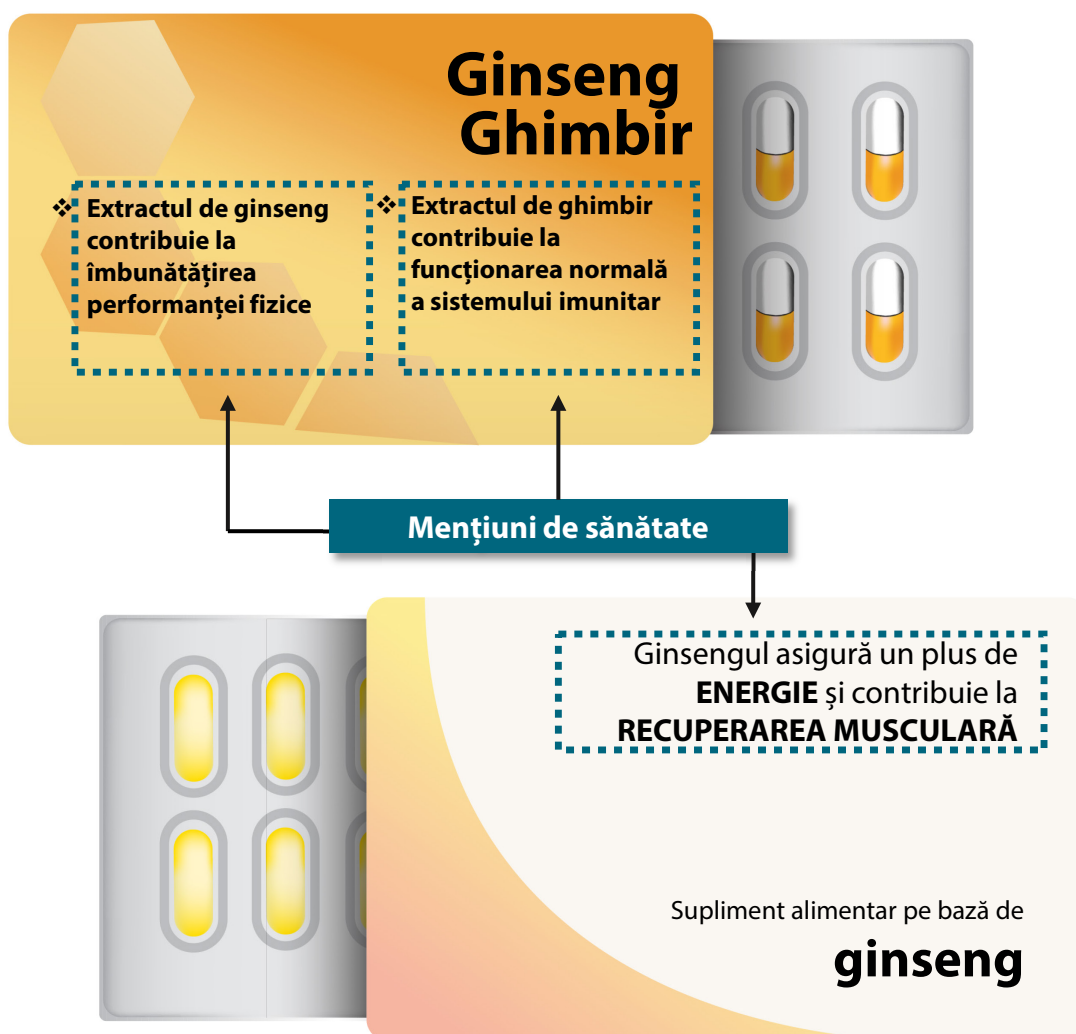 Ginseng
Ghimbir
❖ Extractul de ginseng
contribuie la
îmbunătățirea
performanței fizice
❖ Extractul de ghimbir
contribuie la
funcționarea normală
a sistemului imunitar
Mențiuni de sănătate
Ginsengul asigură un plus de
ENERGIE și contribuie la
RECUPERAREA MUSCULARĂ
Supliment alimentar pe bază de
ginseng